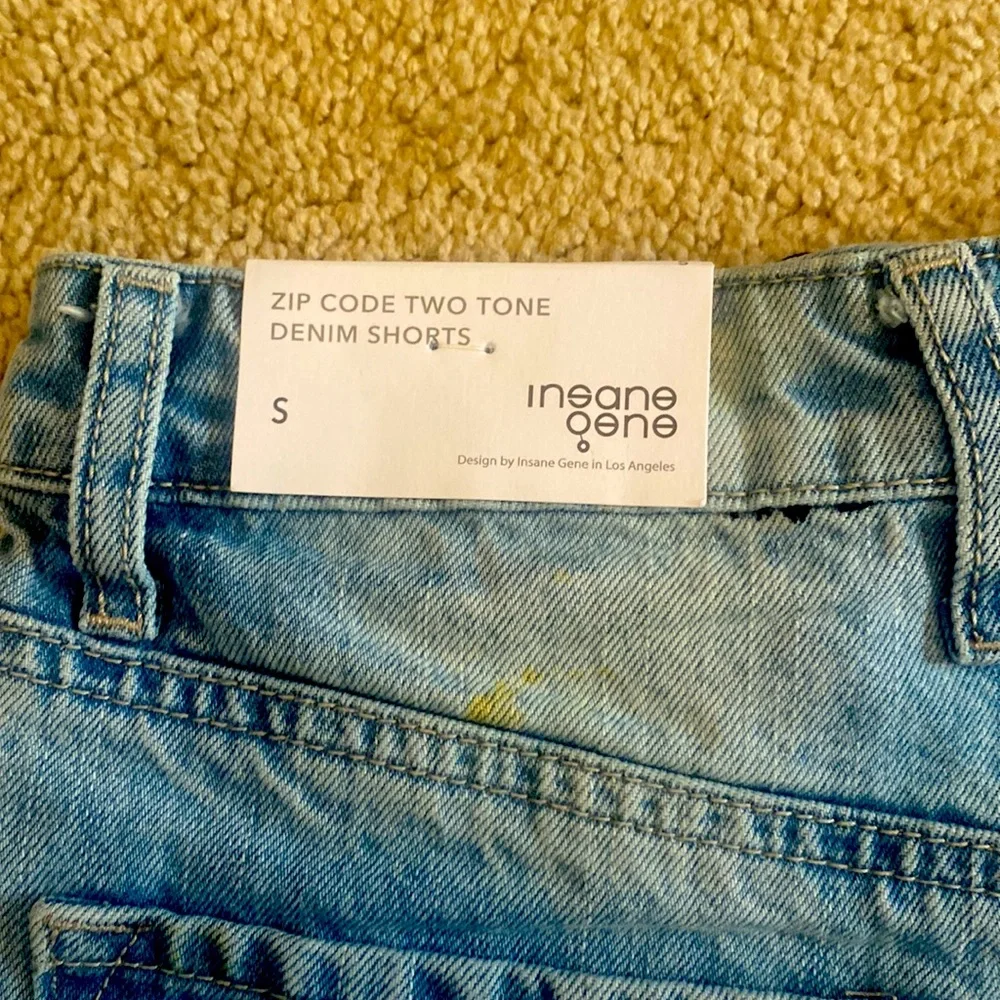 ZIP CODE TWO TONE
DENIM SHORTS
S
insane
gene
Design by Insane Gene in Los Angeles